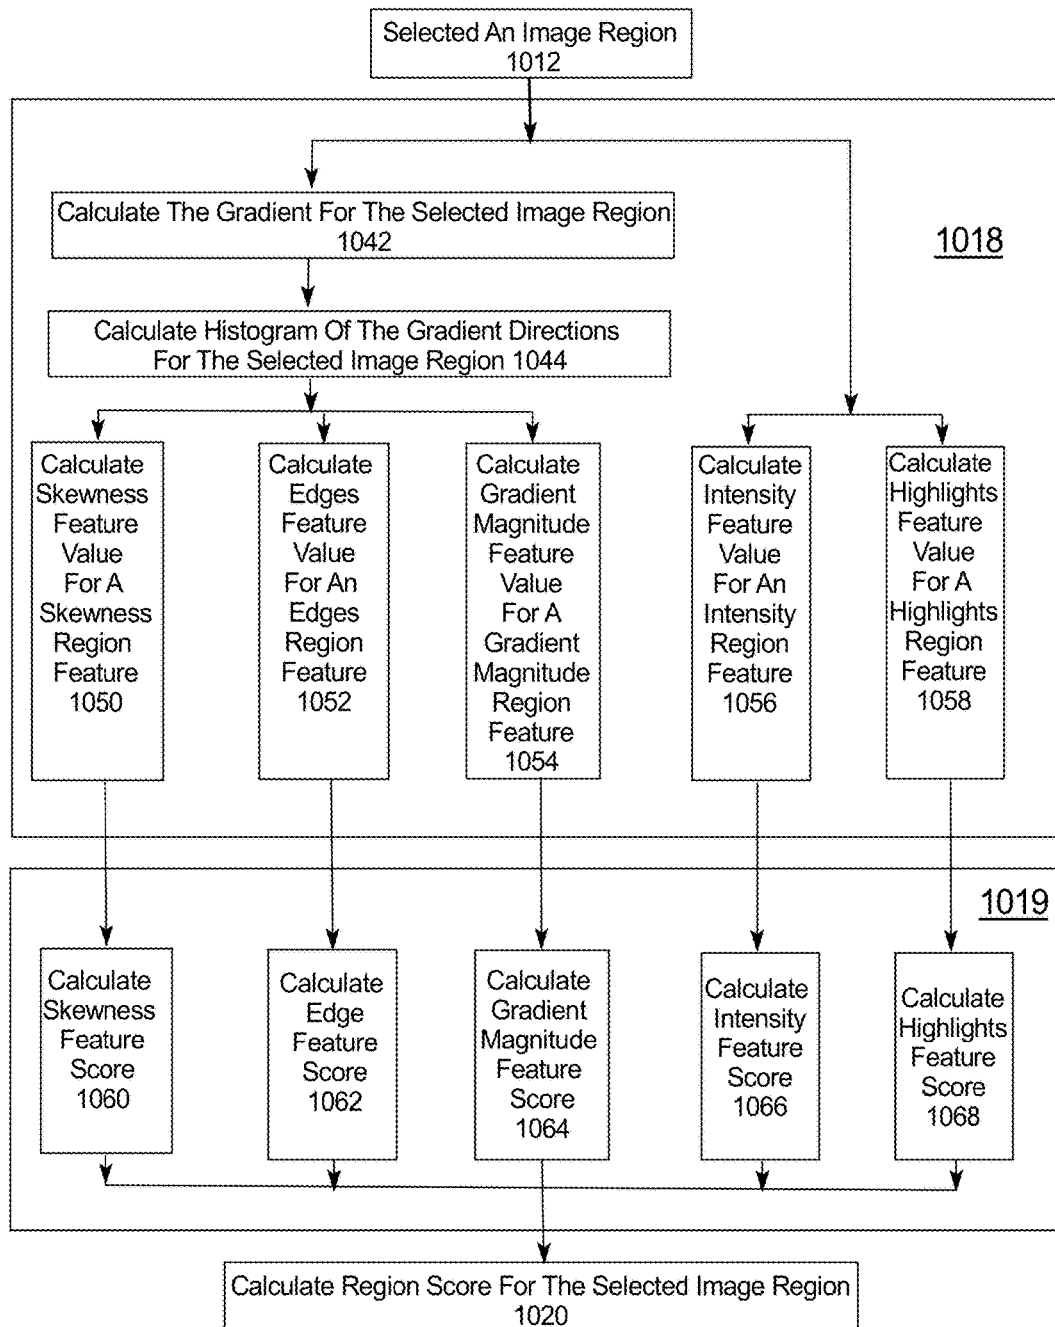 Selected An Image Region
1012
Calculate The Gradient For The Selected Image Region
1042
1018
Calculate Histogram Of The Gradient Directions
For The Selected Image Region 1044
Calculate
Skewness
Feature
Value
For A
Skewness
Region
Feature
1050
Calculate
Edges
Feature
Value
For An
Edges
Region
Feature
1052
Calculate
Gradient
Magnitude
Feature
Value
For A
Gradient
Magnitude
Region
Feature
1054
Calculate
Intensity
Feature
Value
For An
Intensity
Region
Feature
1056
Calculate
Highlights
Feature
Value
For A
Highlights
Region
Feature
1058
1019
Calculate
Skewness
Feature
Score
1060
Calculate
Edge
Feature
Score
1062
Calculate
Gradient
Magnitude
Feature
Score
1064
Calculate
Intensity
Feature
Score
1066
Calculate
Highlights
Feature
Score
1068
Calculate Region Score For The Selected Image Region
1020